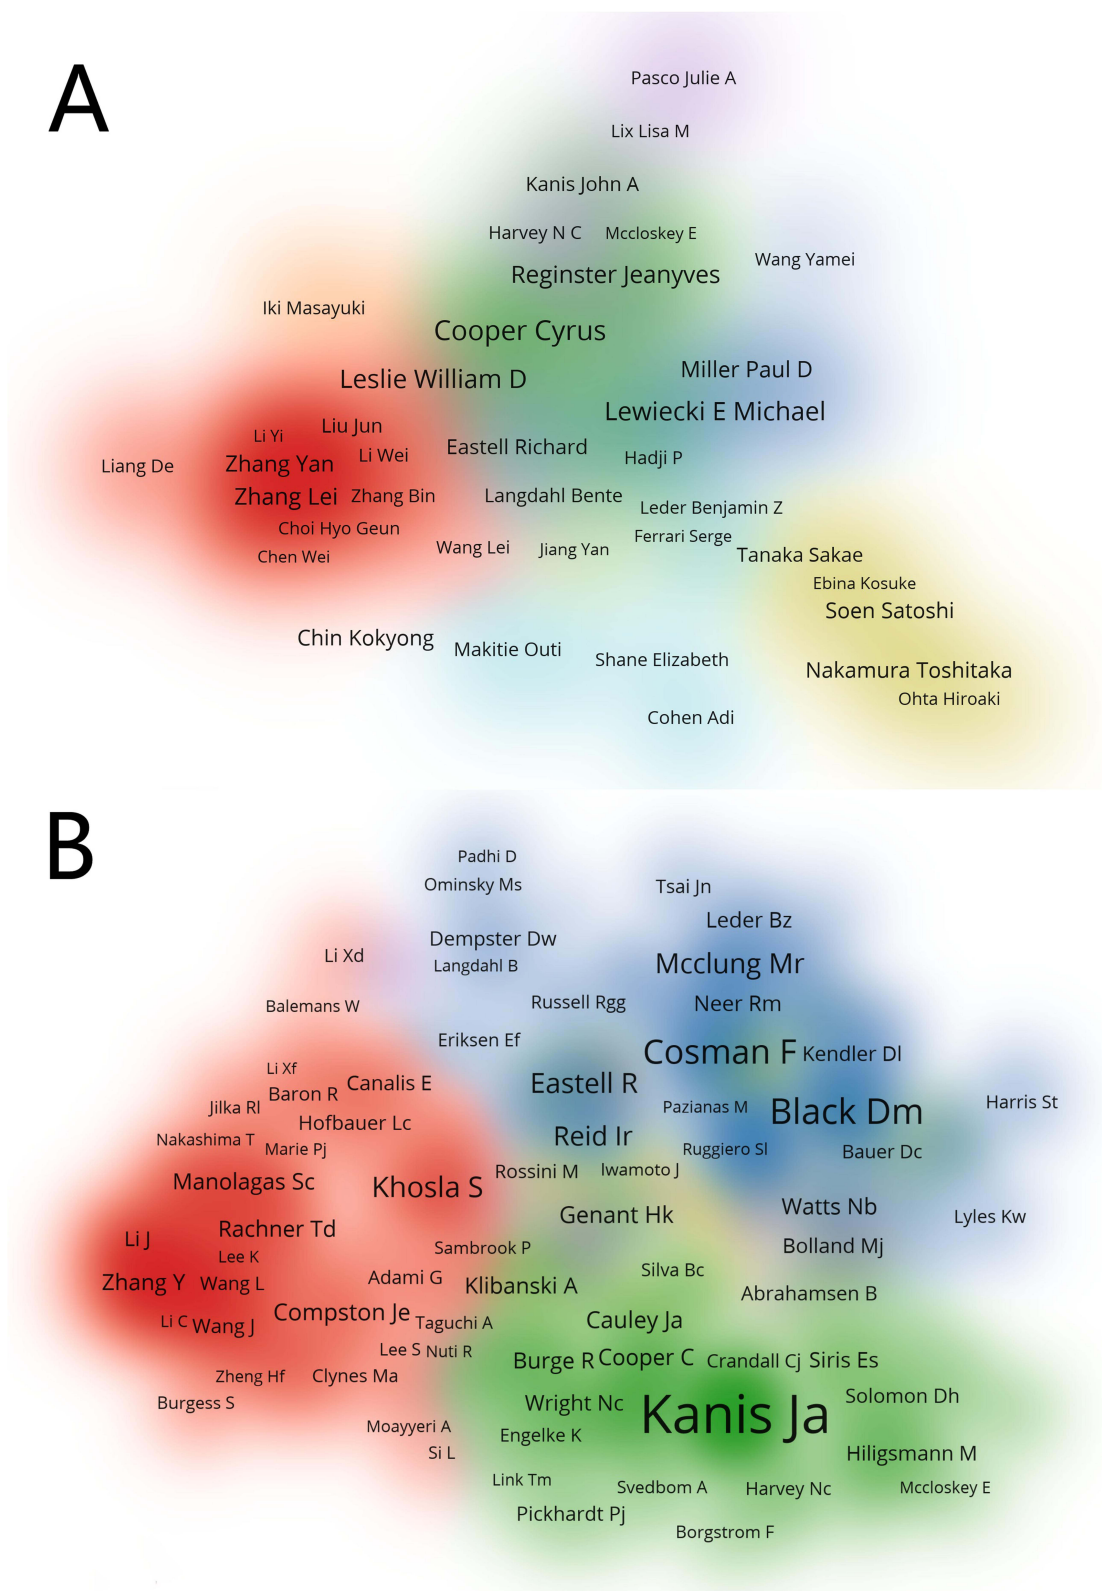 A
Pasco Julie A
Lix Lisa M
Kanis John A
Harvey N C Mccloskey E
Wang Yamei
Reginster Jeanyves
Iki Masayuki
Cooper Cyrus
Miller Paul D
Leslie William D
Lewiecki E Michael
Liu Jun
Li Yi
Eastell Richard
Li Wei
Hadji P
Zhang Yan
Liang De
Zhang Lei Zhang Bin
Langdahl Bente
Leder Benjamin Z
Choi Hyo Geun
Ferrari Serge
Wang Lei
Jiang Yan
Chen Wei
Tanaka Sakae
Ebina Kosuke
Soen Satoshi
Chin Kokyong
Makitie Outi
Shane Elizabeth
Nakamura Toshitaka
Ohta Hiroaki
Cohen Adi
B
Padhi D
Ominsky Ms
Tsai Jn
Leder Bz
Dempster Dw
Li Xd
Langdahl B
Mcclung Mr
Balemans W
Russell Rgg
Neer Rm
Eriksen Ef
Cosman F Kendler Dl
Li Xf
Canalis E
Eastell R
Baron R
Jilka Rl
Pazianas M
Black Dm
Harris St
Hofbauer Lc
Nakashima T
Reid Ir
Marie Pj
Ruggiero Sl
Bauer Dc
Rossini M
Iwamoto J
Manolagas Sc
Khosla S
Watts Nb
Genant Hk
Lyles Kw
Rachner Td
Li J
Sambrook P
Bolland Mj
Lee K
Silva Bc
Adami G
Zhang Y Wang L
Klibanski A
Abrahamsen B
Compston Je
Cauley Ja
Li C Wang J
Taguchi A
Lee S Nuti R
Burge R Cooper C Crandall Cj Siris Es
Zheng Hf
Clynes Ma
Burgess S
Wright Nc
Kanis Ja
Solomon Dh
Moayyeri A
Engelke K
Si L
Hiligsmann M
Link Tm
Svedbom A
Harvey Nc
Mccloskey E
Pickhardt Pj
Borgstrom F